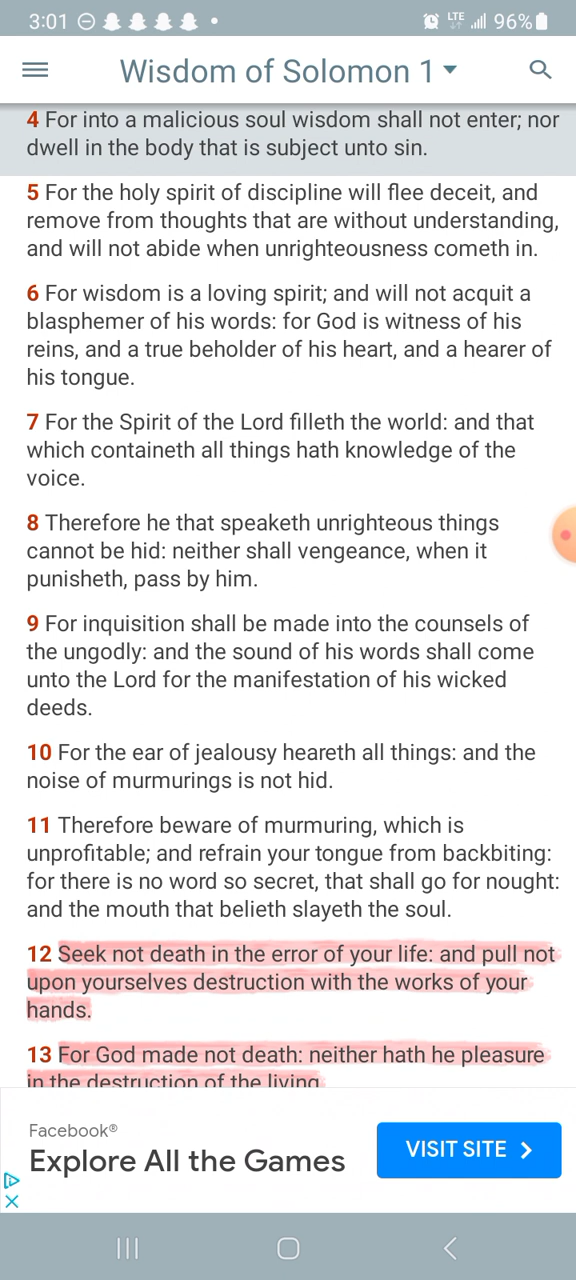 3:01
LTE
96%
Wisdom of Solomon 1
4 For into a malicious soul wisdom shall not enter; nor
dwell in the body that is subject unto sin.
5 For the holy spirit of discipline will flee deceit, and
remove from thoughts that are without understanding,
and will not abide when unrighteousness cometh in.
6 For wisdom is a loving spirit; and will not acquit a
blasphemer of his words: for God is witness of his
reins, and a true beholder of his heart, and a hearer of
his tongue.
7 For the Spirit of the Lord filleth the world: and that
which containeth all things hath knowledge of the
voice.
8 Therefore he that speaketh unrighteous things
cannot be hid: neither shall vengeance, when it
punisheth, pass by him.
9 For inquisition shall be made into the counsels of
the ungodly: and the sound of his words shall come
unto the Lord for the manifestation of his wicked
deeds.
10 For the ear of jealousy heareth all things: and the
noise of murmurings is not hid.
11 Therefore beware of murmuring, which is
unprofitable; and refrain your tongue from backbiting:
for there is no word so secret, that shall go for nought:
and the mouth that belieth slayeth the soul.
12 Seek not death in the error of your life: and pull not
upon yourselves destruction with the works of your
hands.
13 For God made not death: neither hath he pleasure
in the destruction of the living.
Facebook®
Explore All the Games
VISIT SITE